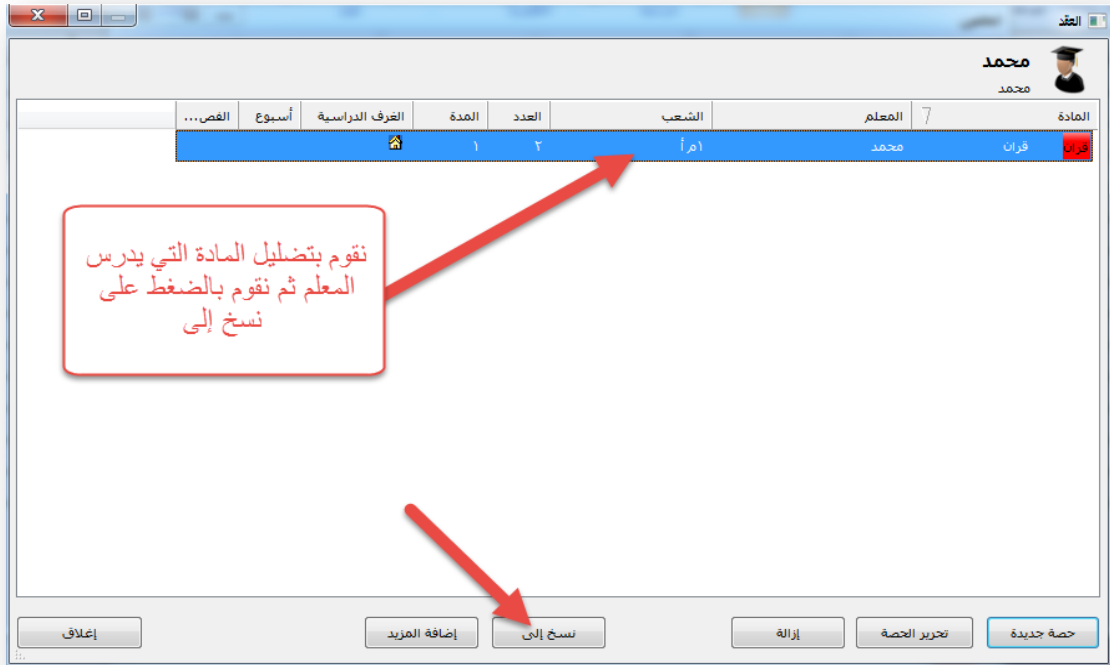 العقد
محمد
محمد
المادة المعلم 7 الشعب العدد المدة الغرف الدراسية أسبوع الفص...
قران قران محمد ١م أ ٢ ١
نقوم بتضليل المادة التي يدرس
المعلم ثم نقوم بالضغط على
نسخ إلى
حصة جديدة تحرير الحصة إزالة نسخ إلى إضافة المزيد إغلاق